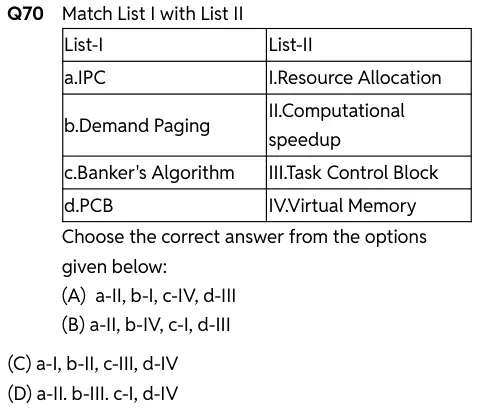 Q70 Match List I with List II
List-I List-II
a.IPC I.Resource Allocation
b.Demand Paging II.Computational speedup
c.Banker's Algorithm III.Task Control Block
d.PCB IV.Virtual Memory
Choose the correct answer from the options
given below:
(A) a-II, b-I, c-IV, d-III
(B) a-II, b-IV, c-I, d-III
(C) a-I, b-II, c-III, d-IV
(D) a-II. b-III. c-I, d-IV